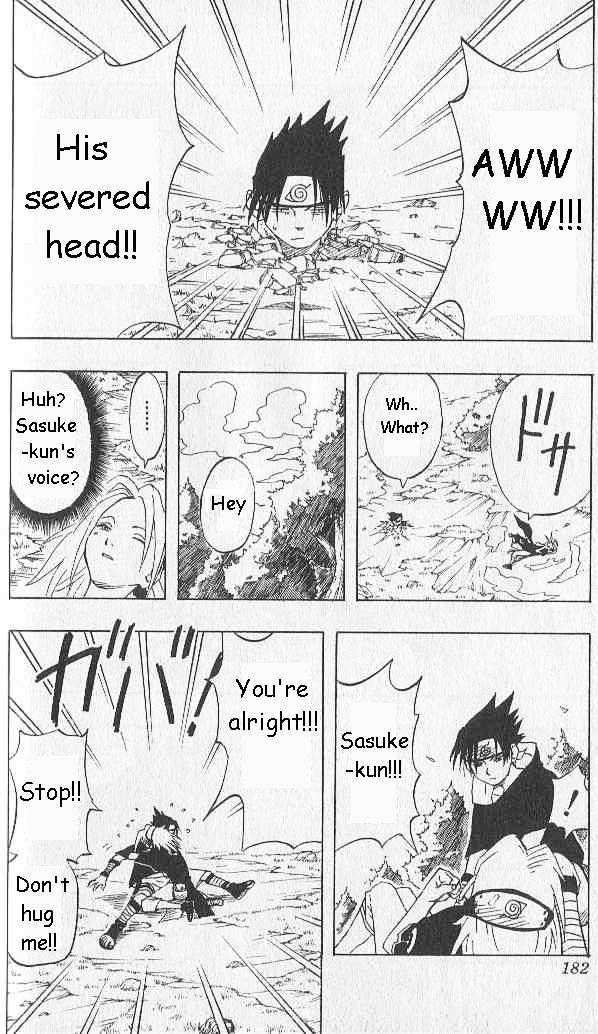 AWW
WW!!!
His
severed
head!!
ドサ
Wh..
What?
Hey
......
Huh?
Sasuke
-kun's
voice?
Sasuke
-kun!!!
!
You're
alright!!!
ガバ!
Stop!!
Don't
hug
me!!
182